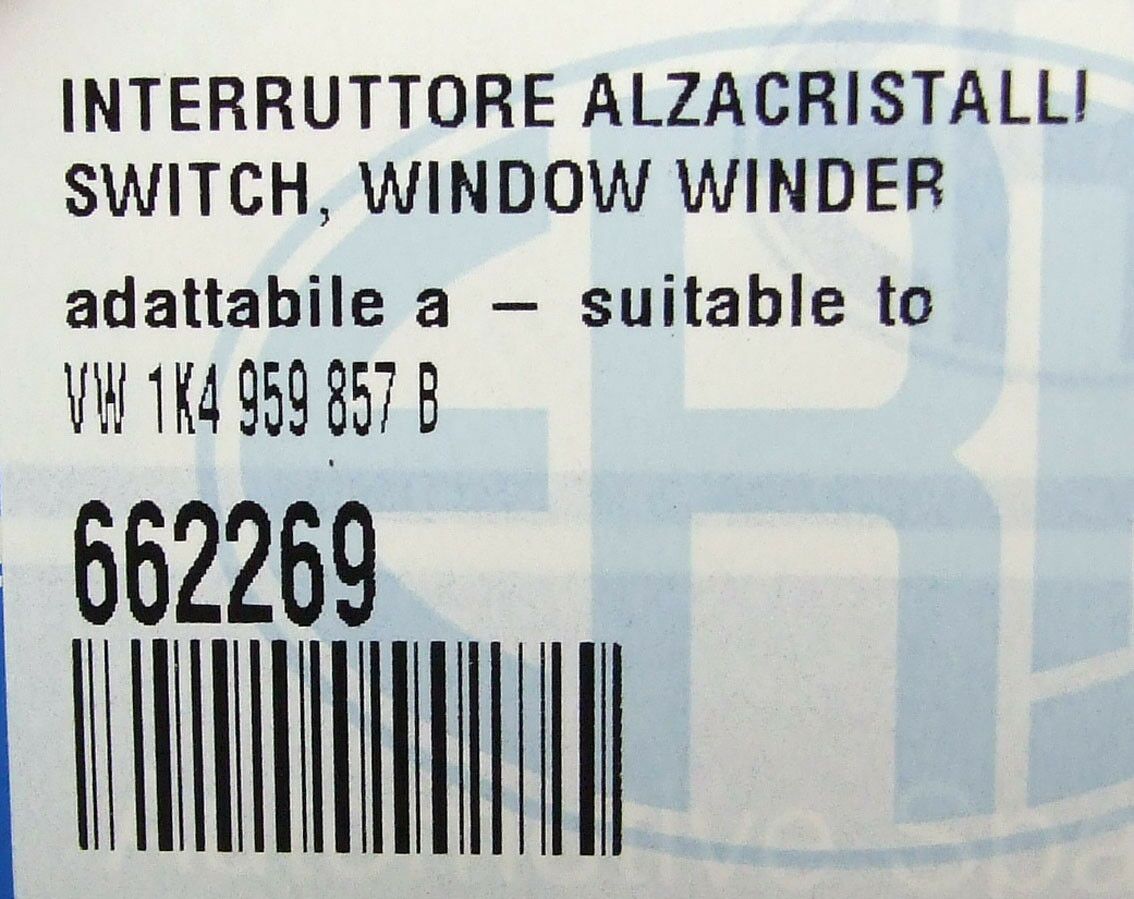 INTERRUTTORE ALZACRISTALLI
SWITCH, WINDOW WINDER
adattabile a – suitable to
VW 1K4 959 857 B
662269